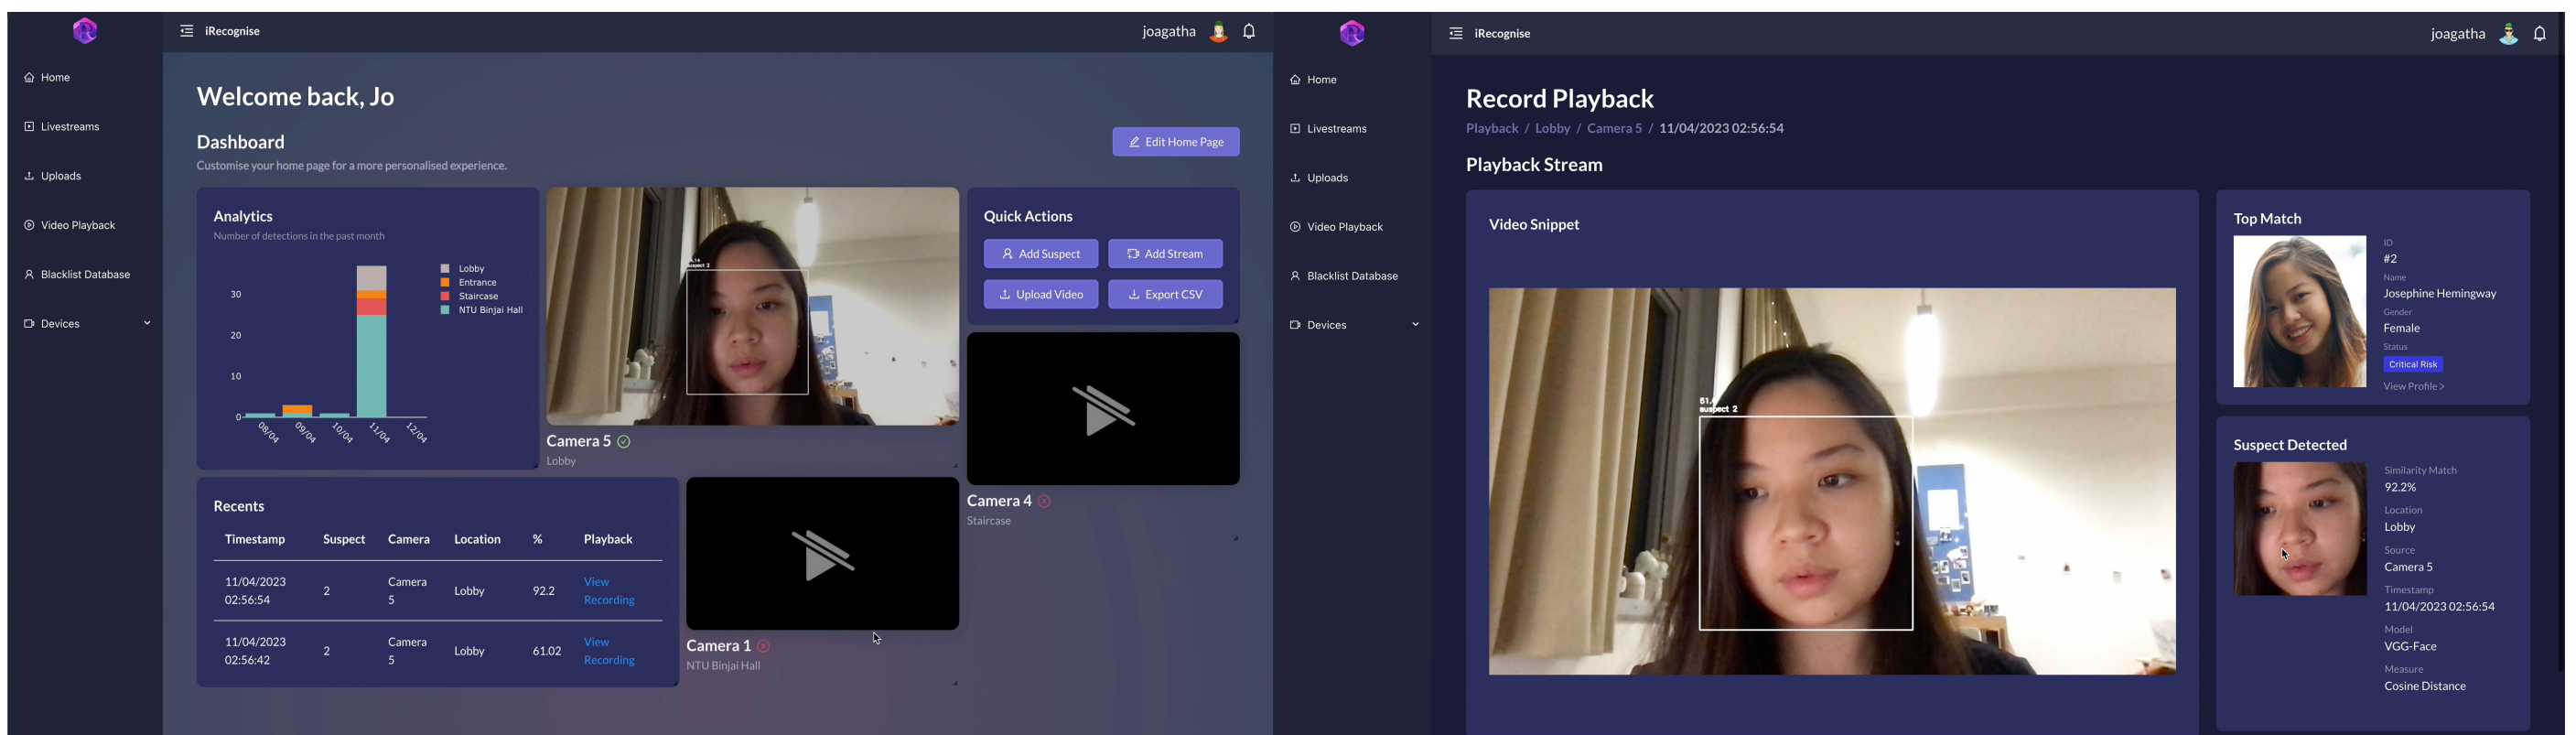 iRecognise
joagatha
Home
Livestreams
Uploads
Video Playback
Blacklist Database
Devices
Welcome back, Jo
Dashboard
Customise your home page for a more personalised experience.
Edit Home Page
Analytics
Number of detections in the past month
30
20
10
0
08/04
09/04
10/04
11/04
12/04
Lobby
Entrance
Staircase
NTU Binjai Hall
suspect 2
Camera 5
Lobby
Quick Actions
Add Suspect
Add Stream
Upload Video
Export CSV
Camera 4
Staircase
Recents
Timestamp Suspect Camera Location % Playback
11/04/2023 02:56:54 2 Camera 5 Lobby 92.2 View Recording
11/04/2023 02:56:42 2 Camera 5 Lobby 61.02 View Recording
Camera 1
NTU Binjai Hall
iRecognise
joagatha
Home
Livestreams
Uploads
Video Playback
Blacklist Database
Devices
Record Playback
Playback / Lobby / Camera 5 / 11/04/2023 02:56:54
Playback Stream
Video Snippet
suspect 2
Top Match
ID
#2
Name
Josephine Hemingway
Gender
Female
Status
Critical Risk
View Profile >
Suspect Detected
Similarity Match
92.2%
Location
Lobby
Source
Camera 5
Timestamp
11/04/2023 02:56:54
Model
VGG-Face
Measure
Cosine Distance